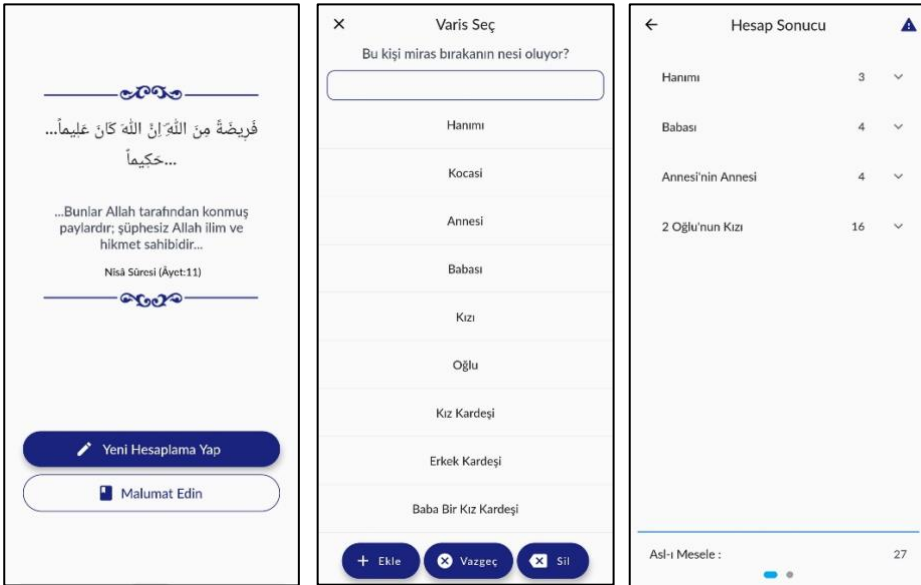 فَرِيضَةً مِنَ اللّٰهِۜ اِنَّ اللّٰهَ كَانَ عَلِيماً...
...حَكِيماً
...Bunlar Allah tarafından konmuş
paylardır; şüphesiz Allah ilim ve
hikmet sahibidir...
Nisâ Sûresi (Âyet:11)
Yeni Hesaplama Yap
Malumat Edin
Varis Seç
Bu kişi miras bırakanın nesi oluyor?
Hanımı
Kocasi
Annesi
Babası
Kızı
Oğlu
Kız Kardeşi
Erkek Kardeşi
Baba Bir Kız Kardeşi
Ekle Vazgeç Sil
Hesap Sonucu
Hanımı 3
Babası 4
Annesi'nin Annesi 4
2 Oğlu'nun Kızı 16
Asl-ı Mesele : 27